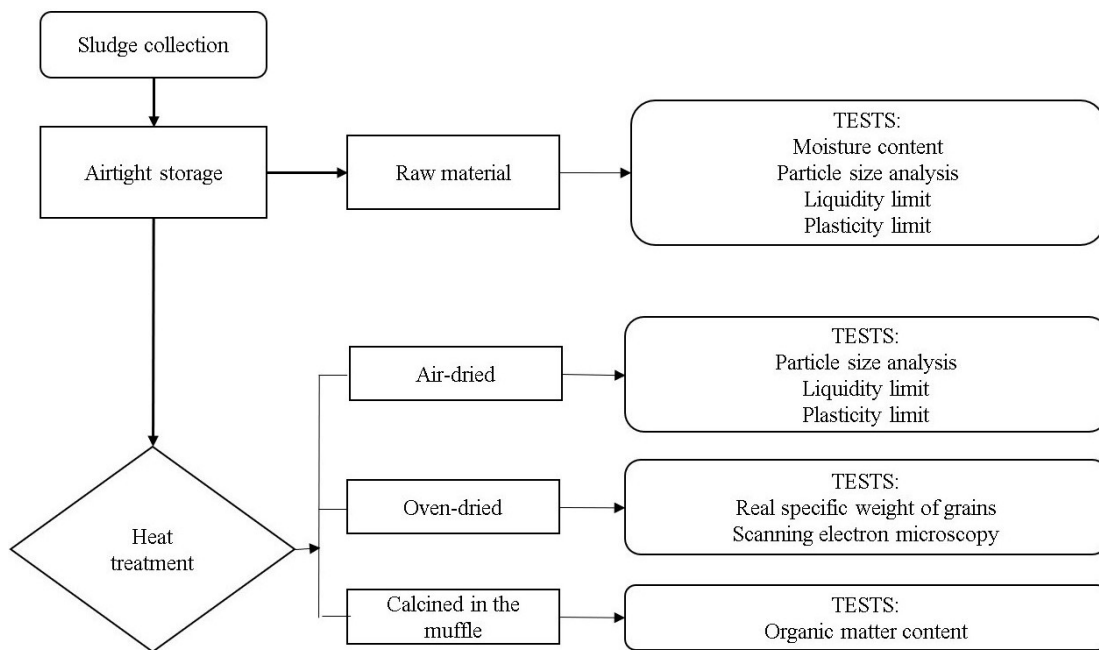 Sludge collection
Airtight storage
Raw material
TESTS:
Moisture content
Particle size analysis
Liquidity limit
Plasticity limit
Air-dried
TESTS:
Particle size analysis
Liquidity limit
Plasticity limit
Heat
treatment
Oven-dried
TESTS:
Real specific weight of grains
Scanning electron microscopy
Calcined in the
muffle
TESTS:
Organic matter content